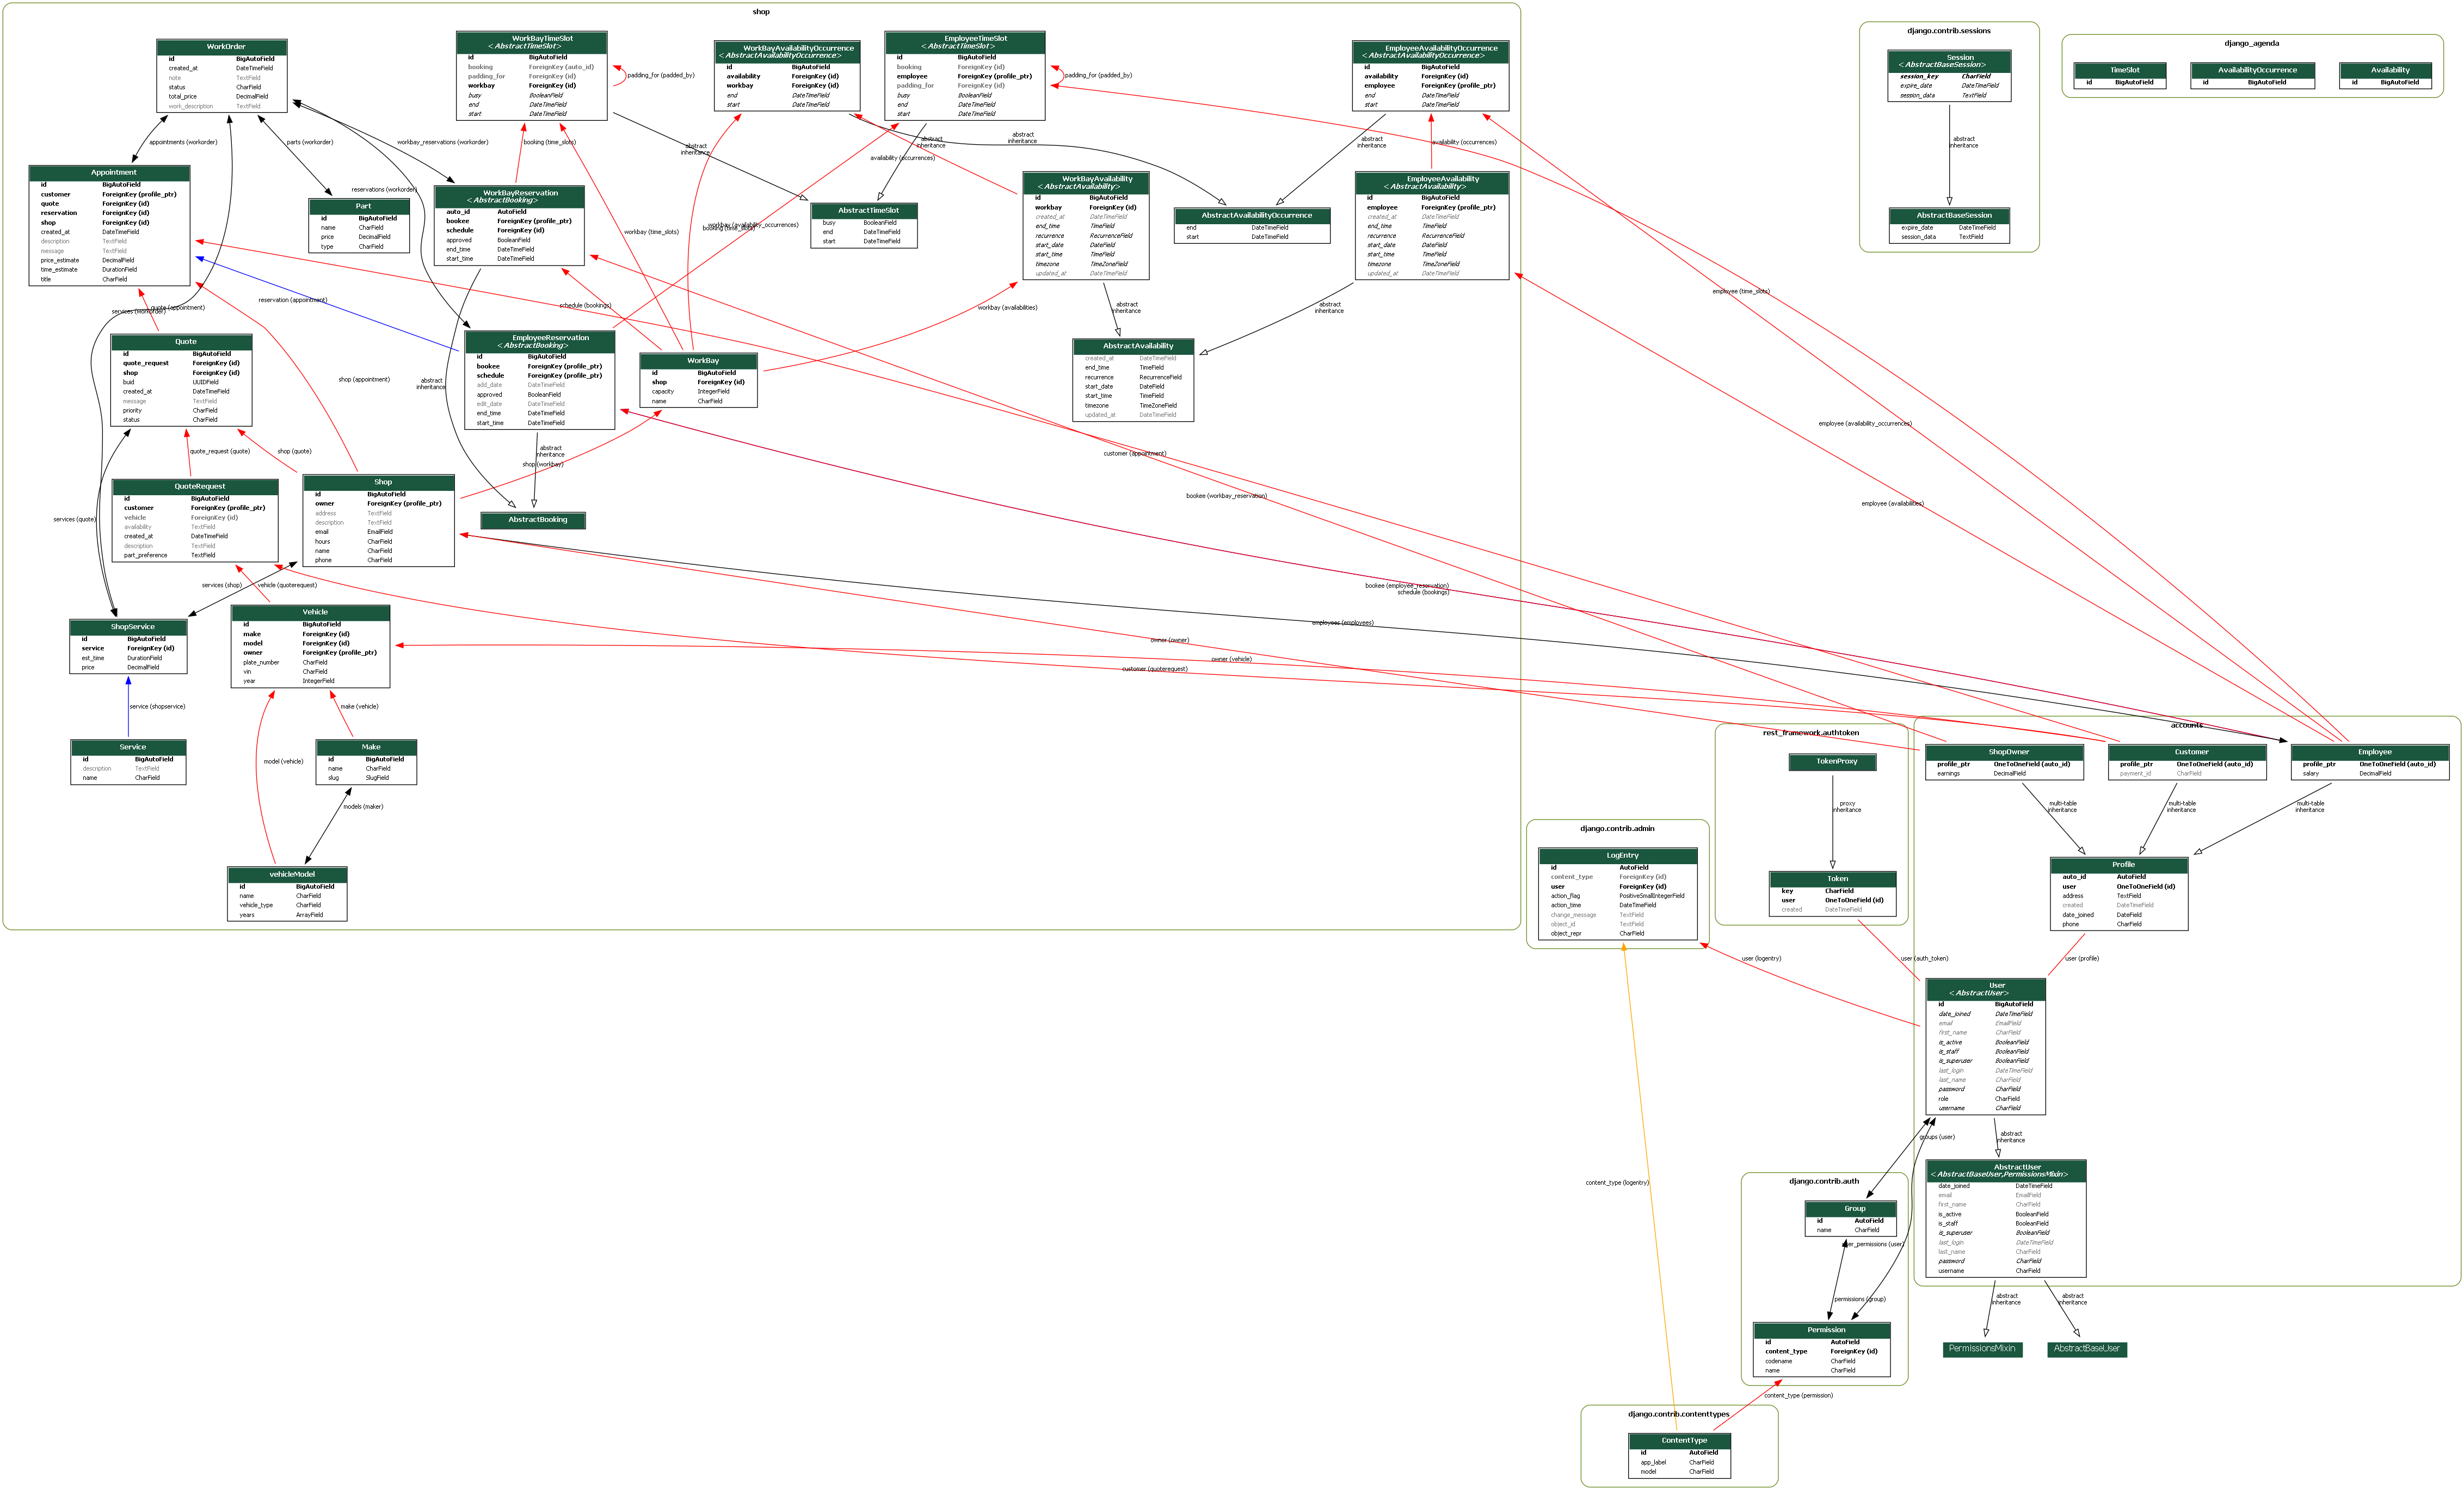 shop
WorkOrder
id BigAutoField
created_at DateTimeField
note TextField
status CharField
total_price DecimalField
work_description TextField
WorkBayTimeSlot
<AbstractTimeSlot>
id BigAutoField
booking ForeignKey (auto_id)
padding_for ForeignKey (id)
workbay ForeignKey (id)
busy BooleanField
end DateTimeField
start DateTimeField
padding_for (padded_by)
WorkBayAvailabilityOccurrence
<AbstractAvailabilityOccurrence>
id BigAutoField
availability ForeignKey (id)
workbay ForeignKey (id)
end DateTimeField
start DateTimeField
EmployeeTimeSlot
<AbstractTimeSlot>
id BigAutoField
booking ForeignKey (id)
employee ForeignKey (profile_ptr)
padding_for ForeignKey (id)
busy BooleanField
end DateTimeField
start DateTimeField
padding_for (padded_by)
EmployeeAvailabilityOccurrence
<AbstractAvailabilityOccurrence>
id BigAutoField
availability ForeignKey (id)
employee ForeignKey (profile_ptr)
end DateTimeField
start DateTimeField
appointments (workorder)
parts (workorder)
workbay_reservations (workorder)
booking (time_slots)
abstract
inheritance
abstract
inheritance
availability (occurrences)
abstract
inheritance
abstract
inheritance
availability (occurrences)
Appointment
id BigAutoField
customer ForeignKey (profile_ptr)
quote ForeignKey (id)
reservation ForeignKey (id)
shop ForeignKey (id)
created_at DateTimeField
description TextField
message TextField
price_estimate DecimalField
time_estimate DurationField
title CharField
reservations (workorder)
Part
id BigAutoField
name CharField
price DecimalField
type CharField
WorkBayReservation
<AbstractBooking>
auto_id AutoField
bookee ForeignKey (profile_ptr)
schedule ForeignKey (id)
approved BooleanField
end_time DateTimeField
start_time DateTimeField
workbay (time_slots)
workbay (availability_occurrences)
booking (time_slots)
AbstractTimeSlot
busy BooleanField
end DateTimeField
start DateTimeField
WorkBayAvailability
<AbstractAvailability>
id BigAutoField
workbay ForeignKey (id)
created_at DateTimeField
end_time TimeField
recurrence RecurrenceField
start_date DateField
start_time TimeField
timezone TimeZoneField
updated_at DateTimeField
AbstractAvailabilityOccurrence
end DateTimeField
start DateTimeField
EmployeeAvailability
<AbstractAvailability>
id BigAutoField
employee ForeignKey (profile_ptr)
created_at DateTimeField
end_time TimeField
recurrence RecurrenceField
start_date DateField
start_time TimeField
timezone TimeZoneField
updated_at DateTimeField
services (workorder)
quote (appointment)
reservation (appointment)
schedule (bookings)
workbay (availabilities)
abstract
inheritance
abstract
inheritance
Quote
id BigAutoField
quote_request ForeignKey (id)
shop ForeignKey (id)
buid UUIDField
created_at DateTimeField
message TextField
priority CharField
status CharField
shop (appointment)
abstract
inheritance
EmployeeReservation
<AbstractBooking>
id BigAutoField
bookee ForeignKey (profile_ptr)
schedule ForeignKey (profile_ptr)
add_date DateTimeField
approved BooleanField
edit_date DateTimeField
end_time DateTimeField
start_time DateTimeField
WorkBay
id BigAutoField
shop ForeignKey (id)
capacity IntegerField
name CharField
AbstractAvailability
created_at DateTimeField
end_time TimeField
recurrence RecurrenceField
start_date DateField
start_time TimeField
timezone TimeZoneField
updated_at DateTimeField
quote_request (quote)
shop (quote)
abstract
inheritance
shop (workbay)
customer (appointment)
bookee (workbay_reservation)
services (quote)
QuoteRequest
id BigAutoField
customer ForeignKey (profile_ptr)
vehicle ForeignKey (id)
availability TextField
created_at DateTimeField
description TextField
part_preference TextField
Shop
id BigAutoField
owner ForeignKey (profile_ptr)
address TextField
description TextField
email EmailField
hours CharField
name CharField
phone CharField
AbstractBooking
services (shop)
vehicle (quoterequest)
bookee (employee_reservation)
schedule (bookings)
employees (employees)
owner (owner)
owner (vehicle)
customer (quoterequest)
ShopService
id BigAutoField
service ForeignKey (id)
est_time DurationField
price DecimalField
Vehicle
id BigAutoField
make ForeignKey (id)
model ForeignKey (id)
owner ForeignKey (profile_ptr)
plate_number CharField
vin CharField
year IntegerField
service (shopservice)
make (vehicle)
model (vehicle)
Service
id BigAutoField
description TextField
name CharField
Make
id BigAutoField
name CharField
slug SlugField
models (maker)
vehicleModel
id BigAutoField
name CharField
vehicle_type CharField
years ArrayField
django.contrib.sessions
Session
<AbstractBaseSession>
session_key CharField
expire_date DateTimeField
session_data TextField
abstract
inheritance
AbstractBaseSession
expire_date DateTimeField
session_data TextField
django_agenda
TimeSlot
id BigAutoField
AvailabilityOccurrence
id BigAutoField
Availability
id BigAutoField
employee (time_slots)
employee (availability_occurrences)
employee (availabilities)
accounts
ShopOwner
profile_ptr OneToOneField (auto_id)
earnings DecimalField
Customer
profile_ptr OneToOneField (auto_id)
payment_id CharField
Employee
profile_ptr OneToOneField (auto_id)
salary DecimalField
multi-table
inheritance
multi-table
inheritance
multi-table
inheritance
Profile
auto_id AutoField
user OneToOneField (id)
address TextField
created DateTimeField
date_joined DateField
phone CharField
rest_framework.authtoken
TokenProxy
proxy
inheritance
Token
key CharField
user OneToOneField (id)
created DateTimeField
django.contrib.admin
LogEntry
id AutoField
content_type ForeignKey (id)
user ForeignKey (id)
action_flag PositiveSmallIntegerField
action_time DateTimeField
change_message TextField
object_id TextField
object_repr CharField
user (logentry)
user (auth_token)
user (profile)
User
<AbstractUser>
id BigAutoField
date_joined DateTimeField
email EmailField
first_name CharField
is_active BooleanField
is_staff BooleanField
is_superuser BooleanField
last_login DateTimeField
last_name CharField
password CharField
role CharField
username CharField
groups (user)
abstract
inheritance
AbstractUser
<AbstractBaseUser,PermissionsMixin>
date_joined DateTimeField
email EmailField
first_name CharField
is_active BooleanField
is_staff BooleanField
is_superuser BooleanField
last_login DateTimeField
last_name CharField
password CharField
username CharField
content_type (logentry)
django.contrib.auth
Group
id AutoField
name CharField
user_permissions (user)
permissions (group)
Permission
id AutoField
content_type ForeignKey (id)
codename CharField
name CharField
abstract
inheritance
abstract
inheritance
PermissionsMixin
AbstractBaseUser
content_type (permission)
django.contrib.contenttypes
ContentType
id AutoField
app_label CharField
model CharField